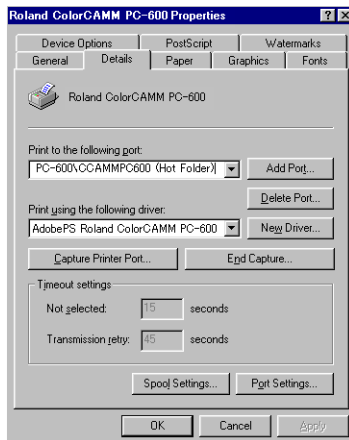 Roland ColorCAMM PC-600 Properties
Device Options PostScript Watermarks
General Details Paper Graphics Fonts
Roland ColorCAMM PC-600
Print to the following port:
PC-600\CCAMMPC600 (Hot Folder) Add Port...
Delete Port...
Print using the following driver:
AdobePS Roland ColorCAMM PC-600 New Driver...
Capture Printer Port... End Capture...
Timeout settings
Not selected: 15 seconds
Transmission retry: 45 seconds
Spool Settings... Port Settings...
OK Cancel Apply